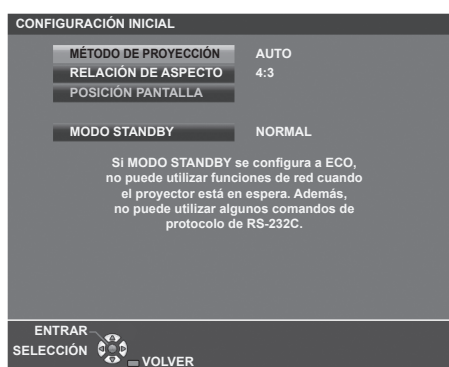 CONFIGURACIÓN INICIAL
MÉTODO DE PROYECCIÓN AUTO
RELACIÓN DE ASPECTO 4:3
POSICIÓN PANTALLA
MODO STANDBY NORMAL
Si MODO STANDBY se configura a ECO,
no puede utilizar funciones de red cuando
el proyector está en espera. Además,
no puede utilizar algunos comandos de
protocolo de RS-232C.
ENTRAR
SELECCIÓN
VOLVER